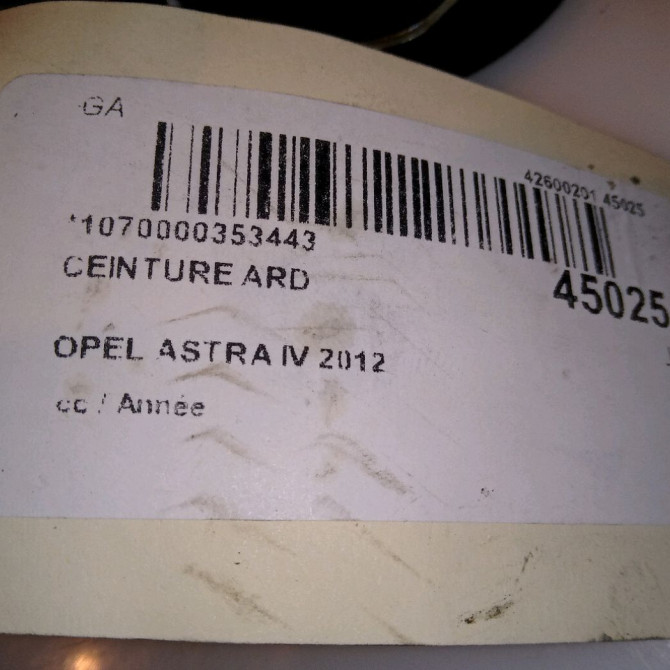 GA
42600201 45025
*1070000353443
45025
CEINTURE ARD
OPEL ASTRA IV 2012
cc / Année